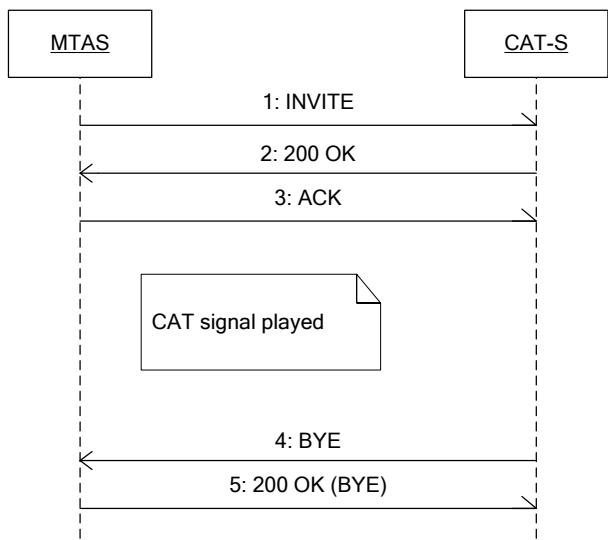 MTAS
CAT-S
1: INVITE
2: 200 OK
3: ACK
CAT signal played
4: BYE
5: 200 OK (BYE)